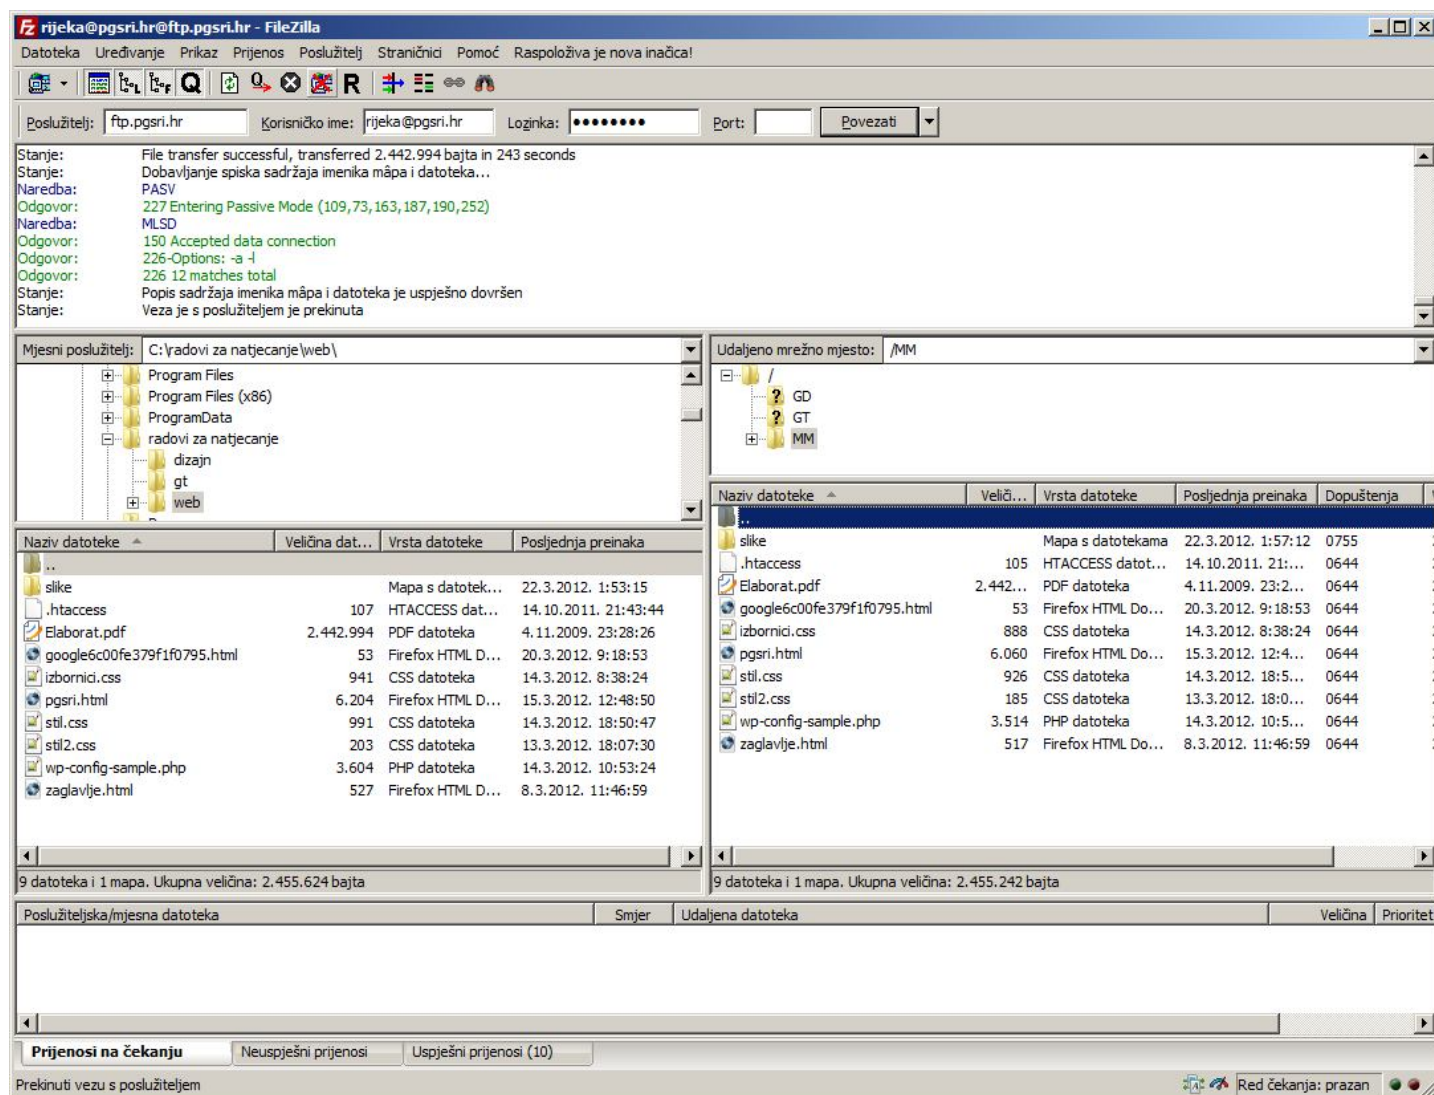 rijeka@pgsri.hr@ftp.pgsri.hr - FileZilla
Datoteka Uređivanje Prikaz Prijenos Poslužitelj Straničnici Pomoć Raspoloživa je nova inačica!
Poslužitelj: ftp.pgsri.hr Korisničko ime: rijeka@pgsri.hr Lozinka: ●●●●●●●● Port: Povezati
Stanje: File transfer successful, transferred 2.442.994 bajta in 243 seconds
Stanje: Dobavljanje spiska sadržaja imenika mâpa i datoteka...
Naredba: PASV
Odgovor: 227 Entering Passive Mode (109,73,163,187,190,252)
Naredba: MLSD
Odgovor: 150 Accepted data connection
Odgovor: 226-Options: -a -l
Odgovor: 226 12 matches total
Stanje: Popis sadržaja imenika mâpa i datoteka je uspješno dovršen
Stanje: Veza je s poslužiteljem je prekinuta
Mjesni poslužitelj: C:\radovi za natjecanje\web\
Program Files
Program Files (x86)
ProgramData
radovi za natjecanje
dizajn
gt
web
Naziv datoteke Veličina dat... Vrsta datoteke Posljednja preinaka
..
slike Mapa s datotek... 22.3.2012. 1:53:15
.htaccess 107 HTACCESS dat... 14.10.2011. 21:43:44
Elaborat.pdf 2.442.994 PDF datoteka 4.11.2009. 23:28:26
google6c00fe379f1f0795.html 53 Firefox HTML D... 20.3.2012. 9:18:53
izbornici.css 941 CSS datoteka 14.3.2012. 8:38:24
pgsri.html 6.204 Firefox HTML D... 15.3.2012. 12:48:50
stil.css 991 CSS datoteka 14.3.2012. 18:50:47
stil2.css 203 CSS datoteka 13.3.2012. 18:07:30
wp-config-sample.php 3.604 PHP datoteka 14.3.2012. 10:53:24
zaglavlje.html 527 Firefox HTML D... 8.3.2012. 11:46:59
9 datoteka i 1 mapa. Ukupna veličina: 2.455.624 bajta
Udaljeno mrežno mjesto: /MM
/
? GD
? GT
MM
Naziv datoteke Veliči... Vrsta datoteke Posljednja preinaka Dopuštenja
..
slike Mapa s datotekama 22.3.2012. 1:57:12 0755
.htaccess 105 HTACCESS datot... 14.10.2011. 21:... 0644
Elaborat.pdf 2.442... PDF datoteka 4.11.2009. 23:2... 0644
google6c00fe379f1f0795.html 53 Firefox HTML Do... 20.3.2012. 9:18:53 0644
izbornici.css 888 CSS datoteka 14.3.2012. 8:38:24 0644
pgsri.html 6.060 Firefox HTML Do... 15.3.2012. 12:4... 0644
stil.css 926 CSS datoteka 14.3.2012. 18:5... 0644
stil2.css 185 CSS datoteka 13.3.2012. 18:0... 0644
wp-config-sample.php 3.514 PHP datoteka 14.3.2012. 10:5... 0644
zaglavlje.html 517 Firefox HTML Do... 8.3.2012. 11:46:59 0644
9 datoteka i 1 mapa. Ukupna veličina: 2.455.242 bajta
Poslužiteljska/mjesna datoteka Smjer Udaljena datoteka Veličina Prioritet
Prijenosi na čekanju Neuspješni prijenosi Uspješni prijenosi (10)
Prekinuti vezu s poslužiteljem Red čekanja: prazan